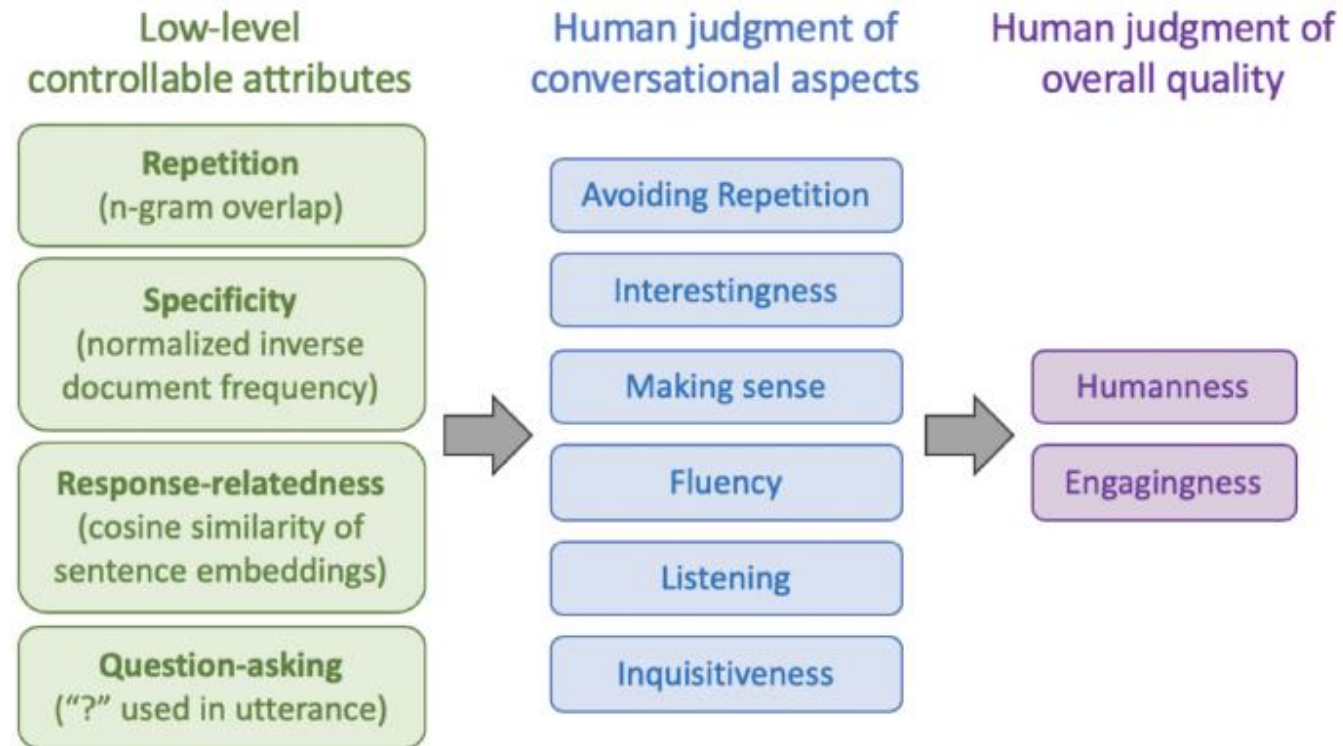 Low-level
controllable attributes
Repetition
(n-gram overlap)
Specificity
(normalized inverse
document frequency)
Response-relatedness
(cosine similarity of
sentence embeddings)
Question-asking
(“?” used in utterance)
Human judgment of
conversational aspects
Avoiding Repetition
Interestingness
Making sense
Fluency
Listening
Inquisitiveness
Human judgment of
overall quality
Humanness
Engagingness